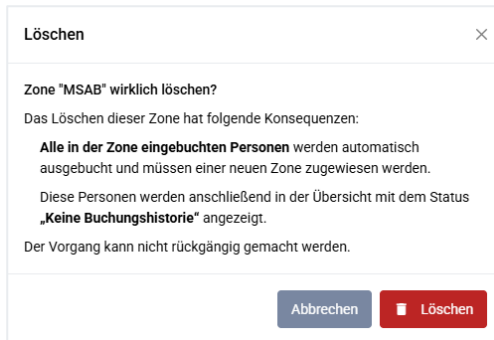 Löschen
Zone "MSAB" wirklich löschen?
Das Löschen dieser Zone hat folgende Konsequenzen:
Alle in der Zone eingebuchten Personen werden automatisch
ausgebucht und müssen einer neuen Zone zugewiesen werden.
Diese Personen werden anschließend in der Übersicht mit dem Status
„Keine Buchungshistorie“ angezeigt.
Der Vorgang kann nicht rückgängig gemacht werden.
Abbrechen
Löschen